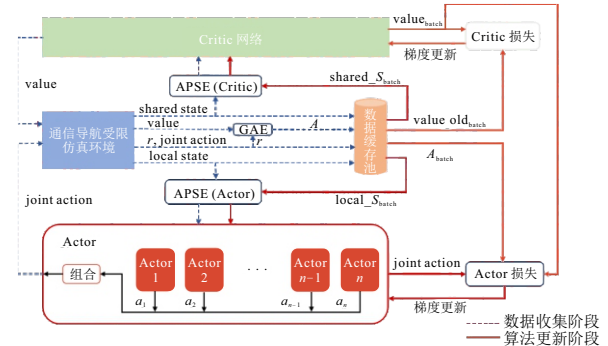 value_batch
Critic 网络
Critic 损失
梯度更新
value
APSE (Critic)
shared_S_batch
shared state
value
GAE
A
value_old_batch
通信导航受限
仿真环境
数据缓存池
r, joint action
r
local state
A_batch
APSE (Actor)
local_S_batch
joint action
Actor
Actor 1
Actor 2
· · ·
Actor n−1
Actor n
joint action
组合
Actor 损失
a_1
a_2
a_n−1
a_n
梯度更新
数据收集阶段
算法更新阶段